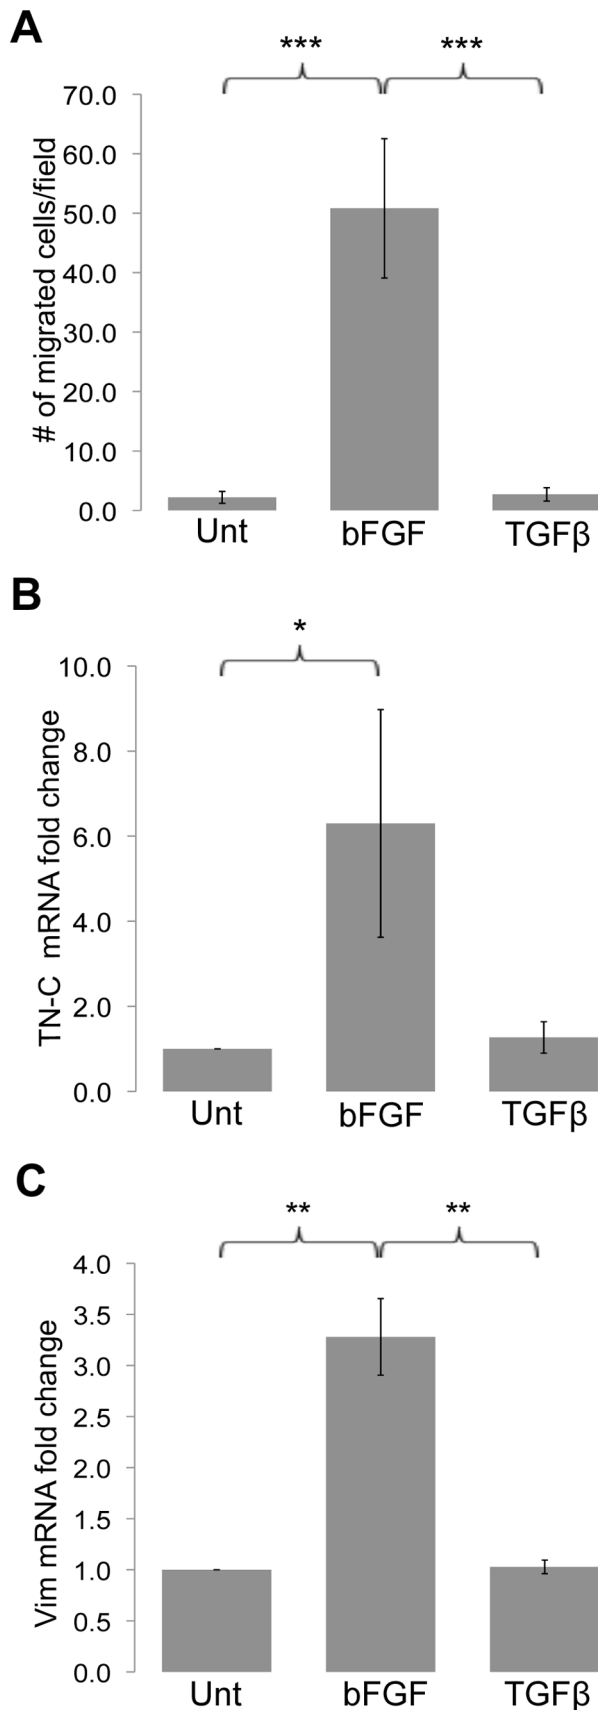 A
*** ***
70.0
60.0
50.0
40.0
30.0
20.0
10.0
0.0
# of migrated cells/field
Unt bFGF TGFβ
B
*
10.0
8.0
6.0
4.0
2.0
0.0
TN-C mRNA fold change
Unt bFGF TGFβ
C
** **
4.0
3.5
3.0
2.5
2.0
1.5
1.0
0.5
0.0
Vim mRNA fold change
Unt bFGF TGFβ